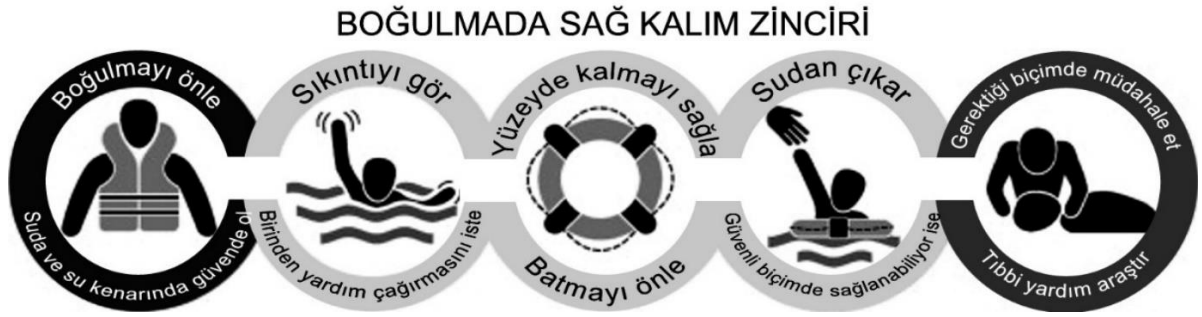 BOĞULMADA SAĞ KALIM ZİNCİRİ
Boğulmayı önle
Suda ve su kenarında güvende ol
Sıkıntıyı gör
Birinden yardım çağırmasını iste
Yüzeyde kalmayı sağla
Batmayı önle
Sudan çıkar
Güvenli biçimde sağlanabiliyor ise
Gerektiği biçimde müdahale et
Tıbbi yardım araştır